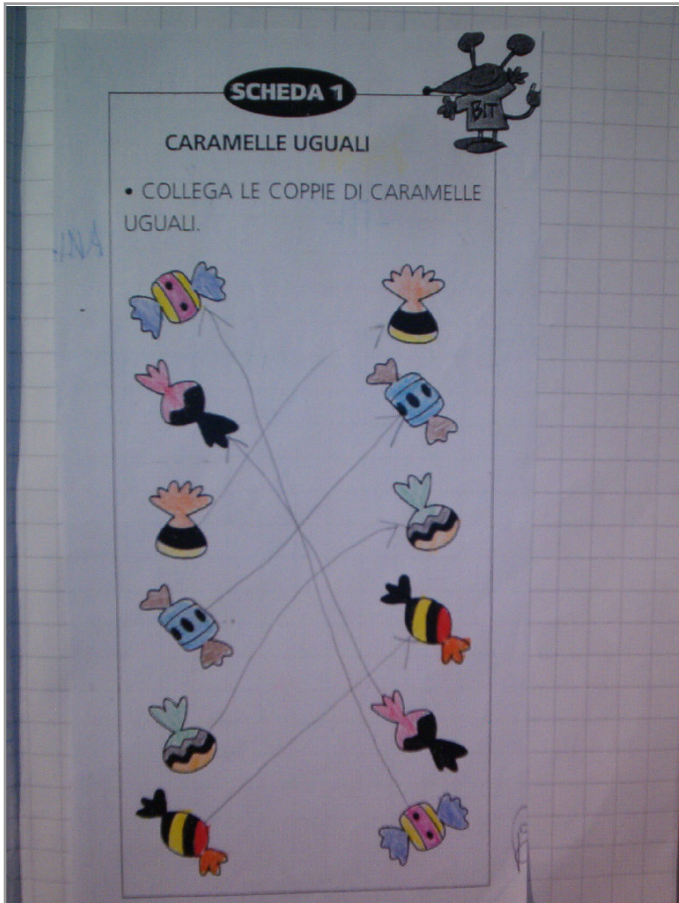 SCHEDA 1
BIT
CARAMELLE UGUALI
• COLLEGA LE COPPIE DI CARAMELLE
UGUALI.